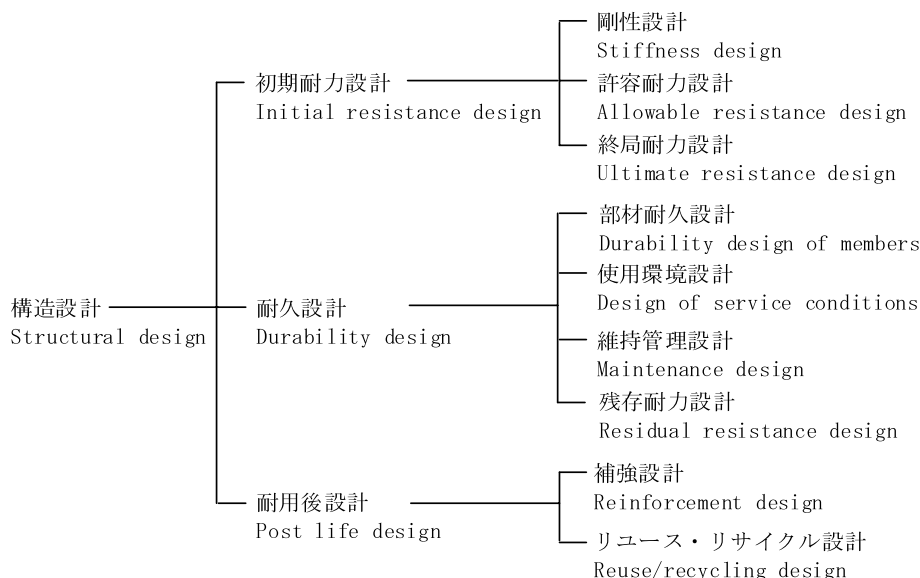 構造設計
Structural design
初期耐力設計
Initial resistance design
剛性設計
Stiffness design
許容耐力設計
Allowable resistance design
終局耐力設計
Ultimate resistance design
耐久設計
Durability design
部材耐久設計
Durability design of members
使用環境設計
Design of service conditions
維持管理設計
Maintenance design
残存耐力設計
Residual resistance design
耐用後設計
Post life design
補強設計
Reinforcement design
リユース・リサイクル設計
Reuse/recycling design